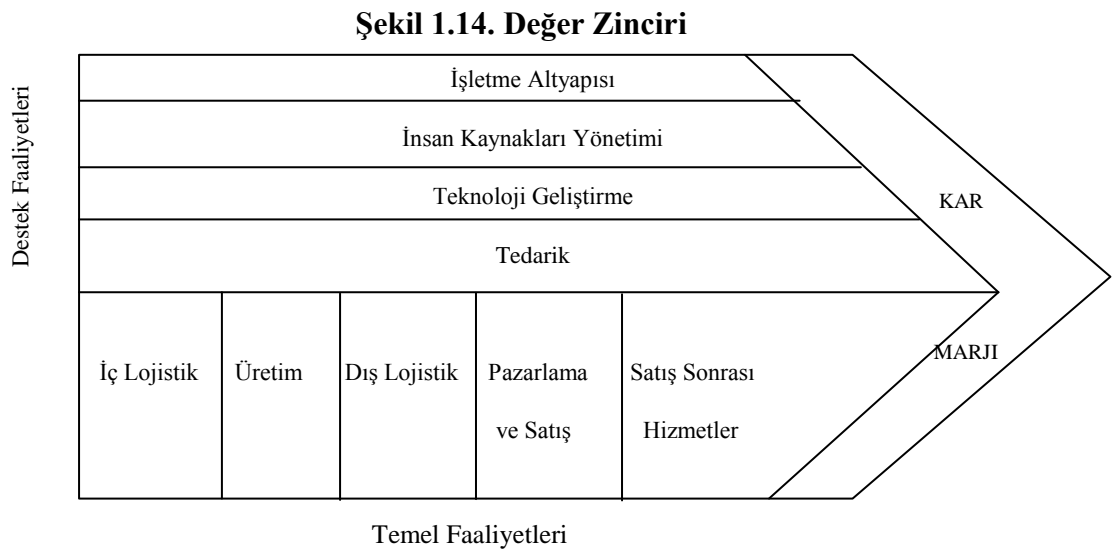 Şekil 1.14. Değer Zinciri
Destek Faaliyetleri
İşletme Altyapısı
İnsan Kaynakları Yönetimi
Teknoloji Geliştirme
Tedarik
KAR
MARJI
İç Lojistik
Üretim
Dış Lojistik
Pazarlama
ve Satış
Satış Sonrası
Hizmetler
Temel Faaliyetleri